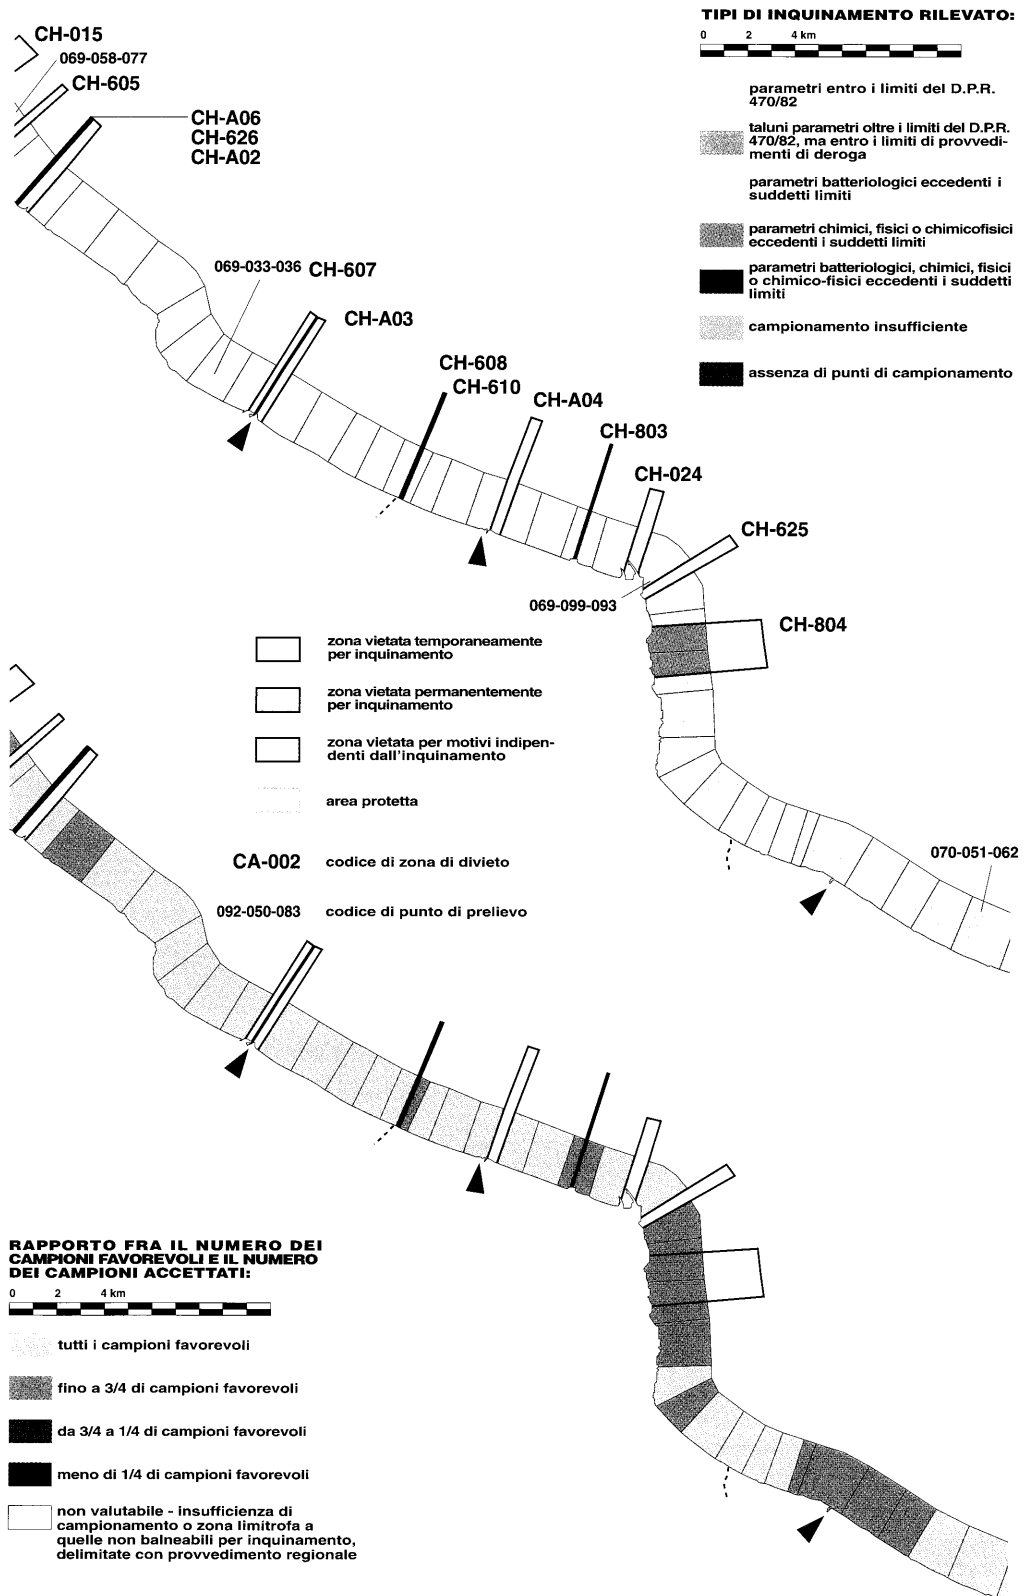 TIPI DI INQUINAMENTO RILEVATO:
0 2 4 km
parametri entro i limiti del D.P.R.
470/82
taluni parametri oltre i limiti del D.P.R.
470/82, ma entro i limiti di provvedi-
menti di deroga
parametri batteriologici eccedenti i
suddetti limiti
parametri chimici, fisici o chimicofisici
eccedenti i suddetti limiti
parametri batteriologici, chimici, fisici
o chimico-fisici eccedenti i suddetti
limiti
campionamento insufficiente
assenza di punti di campionamento
CH-015
069-058-077
CH-605
CH-A06
CH-626
CH-A02
069-033-036
CH-607
CH-A03
CH-608
CH-610
CH-A04
CH-803
CH-024
CH-625
069-099-093
CH-804
070-051-062
zona vietata temporaneamente
per inquinamento
zona vietata permanentemente
per inquinamento
zona vietata per motivi indipen-
denti dall'inquinamento
area protetta
CA-002 codice di zona di divieto
092-050-083 codice di punto di prelievo
RAPPORTO FRA IL NUMERO DEI
CAMPIONI FAVOREVOLI E IL NUMERO
DEI CAMPIONI ACCETTATI:
0 2 4 km
tutti i campioni favorevoli
fino a 3/4 di campioni favorevoli
da 3/4 a 1/4 di campioni favorevoli
meno di 1/4 di campioni favorevoli
non valutabile - insufficienza di
campionamento o zona limitrofa a
quelle non balneabili per inquinamento,
delimitate con provvedimento regionale